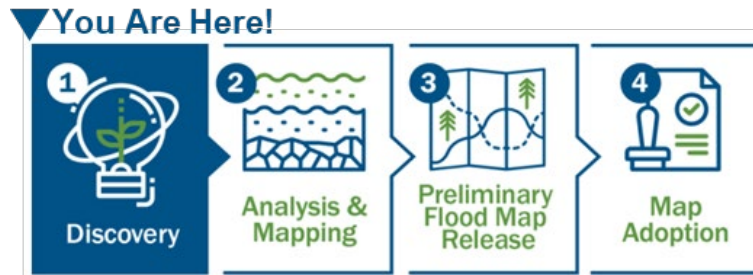 You Are Here!
1
Discovery
2
Analysis &
Mapping
3
Preliminary
Flood Map
Release
4
Map
Adoption